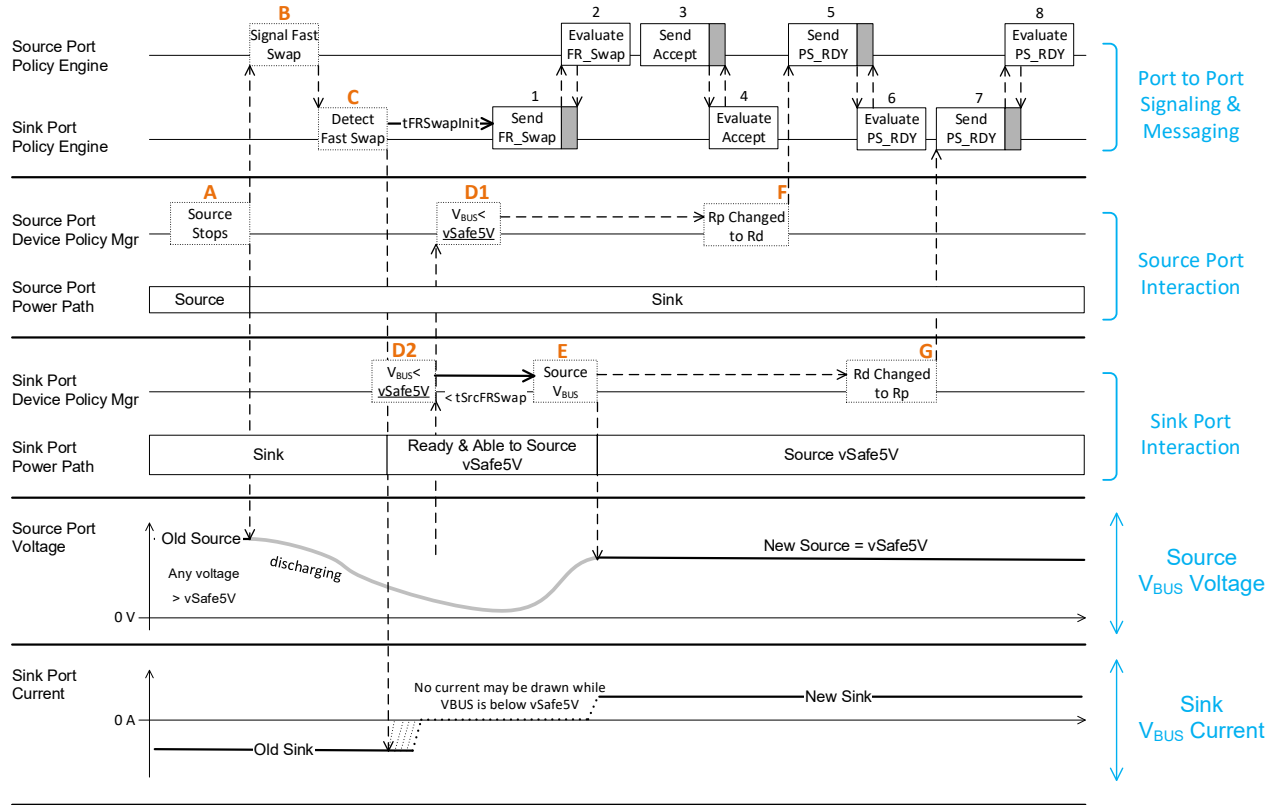 B
2
3
5
8
Source Port
Policy Engine
Signal Fast
Swap
Evaluate
FR_Swap
Send
Accept
Send
PS_RDY
Evaluate
PS_RDY
Port to Port
Signaling &
Messaging
C
1
4
6
7
Sink Port
Policy Engine
Detect
Fast Swap
tFRSwapInit
Send
FR_Swap
Evaluate
Accept
Evaluate
PS_RDY
Send
PS_RDY
A
D1
F
Source Port
Device Policy Mgr
Source
Stops
VBUS<
vSafe5V
Rp Changed
to Rd
Source Port
Interaction
Source Port
Power Path
Source
Sink
D2
E
G
Sink Port
Device Policy Mgr
VBUS<
vSafe5V
< tSrcFRSwap
Source
VBUS
Rd Changed
to Rp
Sink Port
Interaction
Sink Port
Power Path
Sink
Ready & Able to Source
vSafe5V
Source vSafe5V
Source Port
Voltage
Old Source
discharging
New Source = vSafe5V
Any voltage
> vSafe5V
0 V
Source
VBUS Voltage
Sink Port
Current
No current may be drawn while
VBUS is below vSafe5V
New Sink
0 A
Old Sink
Sink
VBUS Current